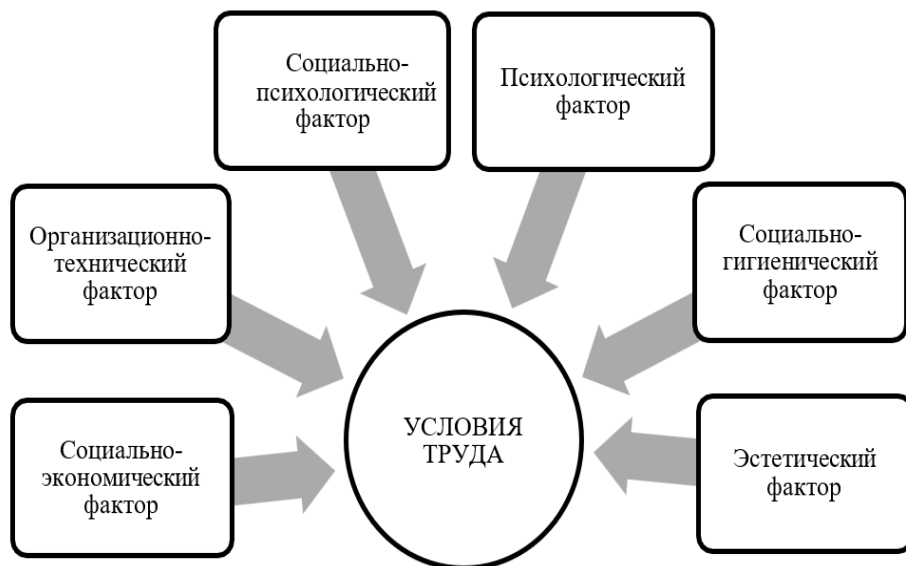 Социально-
психологический
фактор
Психологический
фактор
Организационно-
технический
фактор
Социально-
гигиенический
фактор
УСЛОВИЯ
ТРУДА
Социально-
экономический
фактор
Эстетический
фактор